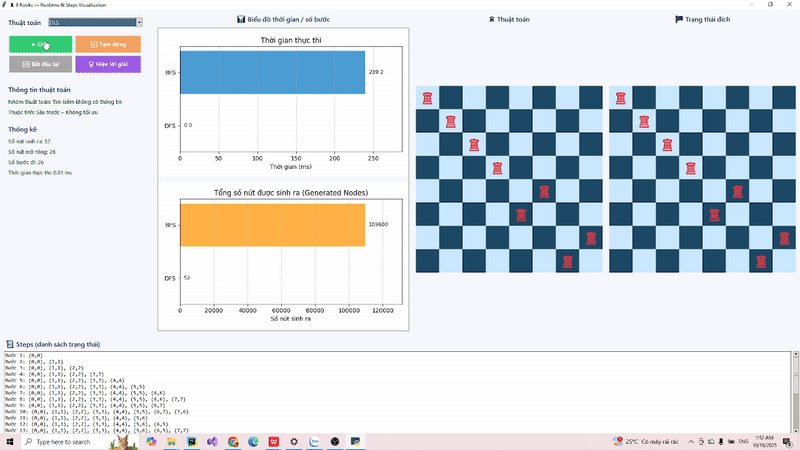 8 Rooks — Runtime & Steps Visualisation
Thuật toán
DLS
Tạm dừng
Bắt đầu lại
Hiện lời giải
Thông tin thuật toán
Nhóm thuật toán: Tìm kiếm không có thông tin
Thuộc tính: Sâu trước – Không tối ưu
Thống kê
Số nút sinh ra: 52
Số nút mở rộng: 26
Số bước đi: 26
Thời gian thực thi: 0.01 ms
Biểu đồ thời gian / số bước
Thời gian thực thi
BFS
239.2
DFS
0.0
0
50
100
150
200
250
Thời gian (ms)
Tổng số nút được sinh ra (Generated Nodes)
BFS
109600
DFS
52
0
20000
40000
60000
80000
100000
120000
Số nút sinh ra
Thuật toán
Trạng thái đích
Steps (danh sách trạng thái)
Bước 1: (0,0)
Bước 2: (0,0), (1,1)
Bước 3: (0,0), (1,1), (2,2)
Bước 4: (0,0), (1,1), (2,2), (3,3)
Bước 5: (0,0), (1,1), (2,2), (3,3), (4,4)
Bước 6: (0,0), (1,1), (2,2), (3,3), (4,4), (5,5)
Bước 7: (0,0), (1,1), (2,2), (3,3), (4,4), (5,5), (6,6)
Bước 8: (0,0), (1,1), (2,2), (3,3), (4,4), (5,5), (6,6), (7,7)
Bước 9: (0,0), (1,1), (2,2), (3,3), (4,4), (5,5), (6,7)
Bước 10: (0,0), (1,1), (2,2), (3,3), (4,4), (5,5), (6,7), (7,6)
Bước 11: (0,0), (1,1), (2,2), (3,3), (4,4), (5,6)
Bước 12: (0,0), (1,1), (2,2), (3,3), (4,4), (5,6), (6,5)
Bước 13: (0,0), (1,1), (2,2), (3,3), (4,4), (5,6), (6,5), (7,7)
Type here to search
25°C Có mây rải rác
ENG
1:52 AM
10/18/2025